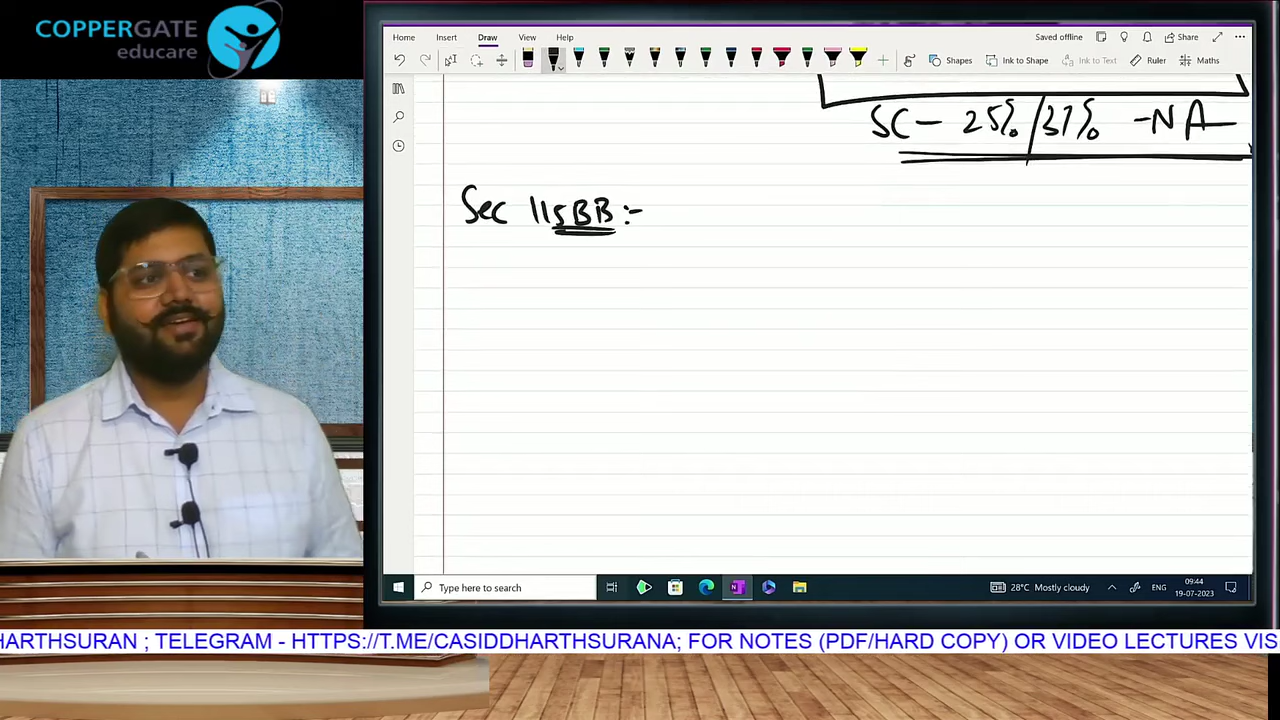 COPPERGATE
educare
Home Insert Draw View Help
Saved offline
Share
Shapes
Ink to Shape
Ink to Text
Ruler
Maths
SC - 25% / 37% - NA
Sec 115BB :-
Type here to search
28°C Mostly cloudy
ENG
09:44
19-07-2023
HARTHSURAN ; TELEGRAM - HTTPS://T.ME/CASIDDHARTHSURANA; FOR NOTES (PDF/HARD COPY) OR VIDEO LECTURES VIS